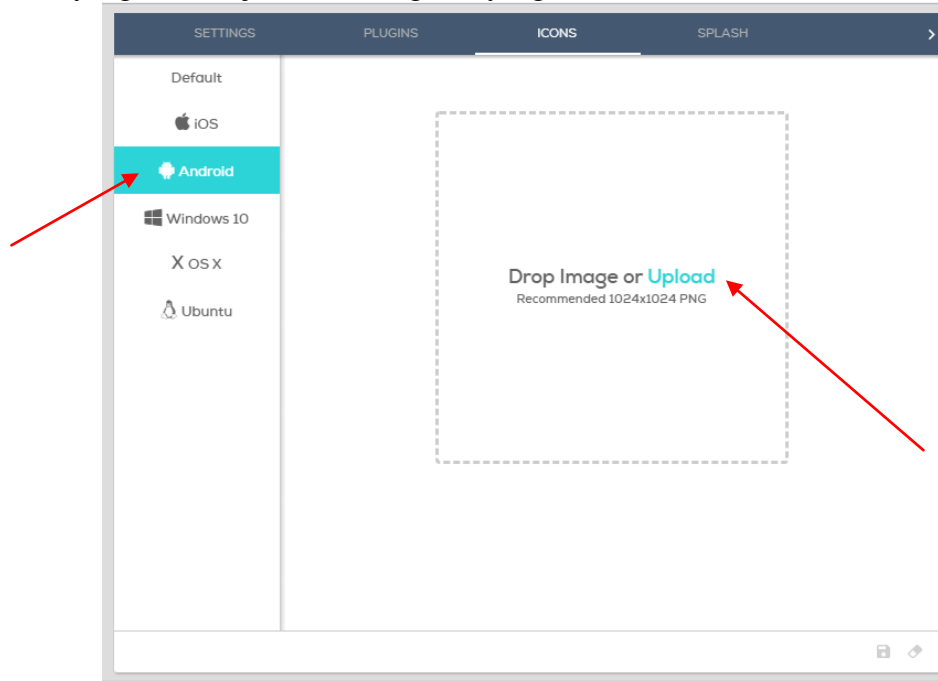 SETTINGS PLUGINS ICONS SPLASH
Default
iOS
Android
Windows 10
X OS X
Ubuntu
Drop Image or Upload
Recommended 1024x1024 PNG